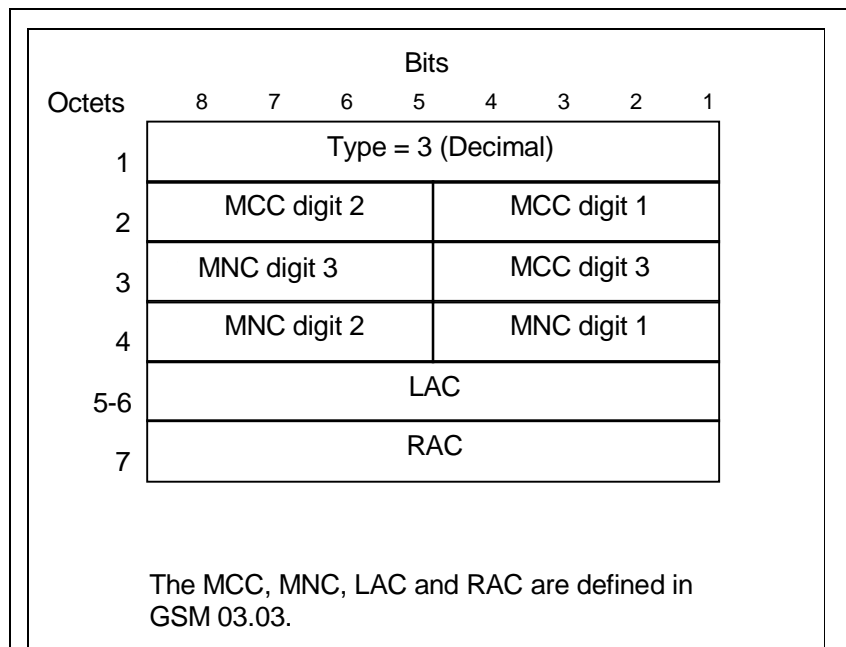 Bits
Octets 8 7 6 5 4 3 2 1
1 Type = 3 (Decimal)
2 MCC digit 2 MCC digit 1
3 MNC digit 3 MCC digit 3
4 MNC digit 2 MNC digit 1
5-6 LAC
7 RAC
The MCC, MNC, LAC and RAC are defined in
GSM 03.03.